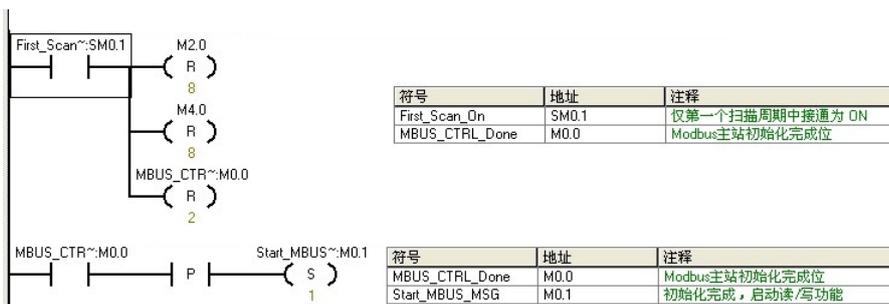 First_Scan~:SM0.1
M2.0
R
8
M4.0
R
8
MBUS_CTR~:M0.0
R
2
符号 地址 注释
First_Scan_On SM0.1 仅第一个扫描周期中接通为 ON
MBUS_CTRL_Done M0.0 Modbus主站初始化完成位
MBUS_CTR~:M0.0
P
Start_MBUS~:M0.1
S
1
符号 地址 注释
MBUS_CTRL_Done M0.0 Modbus主站初始化完成位
Start_MBUS_MSG M0.1 初始化完成，启动读/写功能